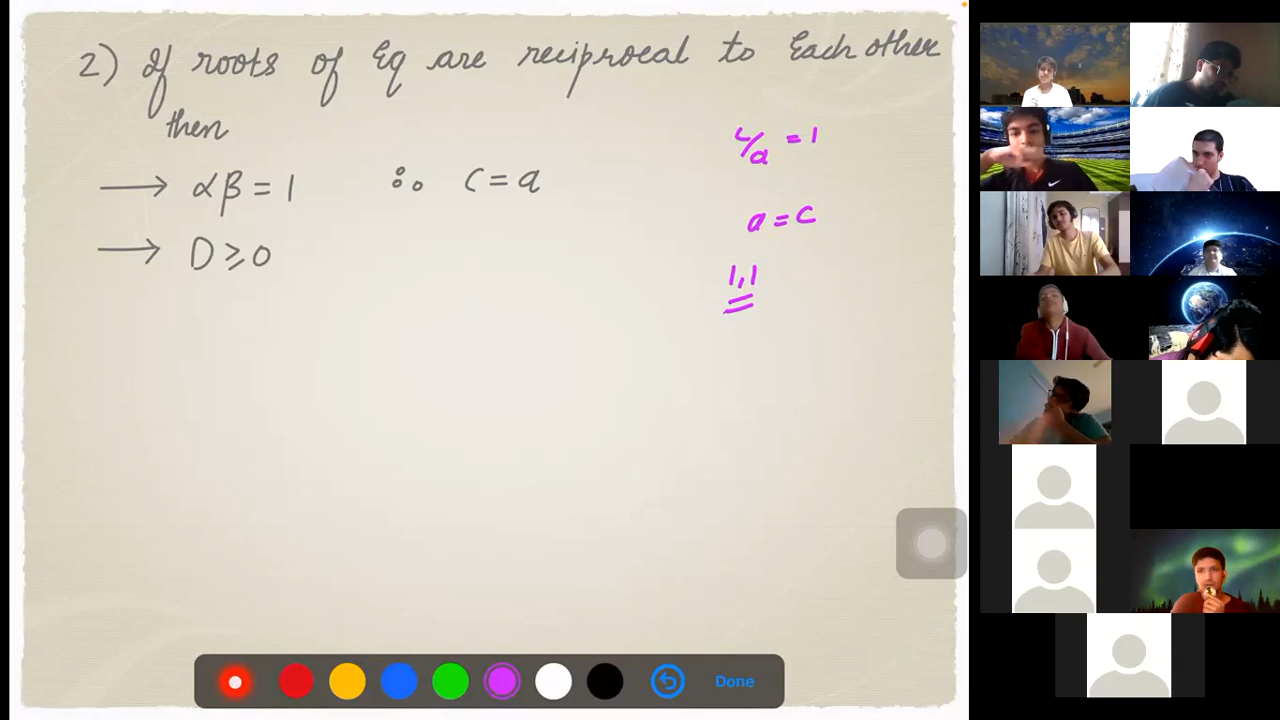 2) If roots of Eq are reciprocal to Each other
then
→ αβ = 1 ∴ C = a
→ D ≥ 0
c/a = 1
a = c
1,1
Done